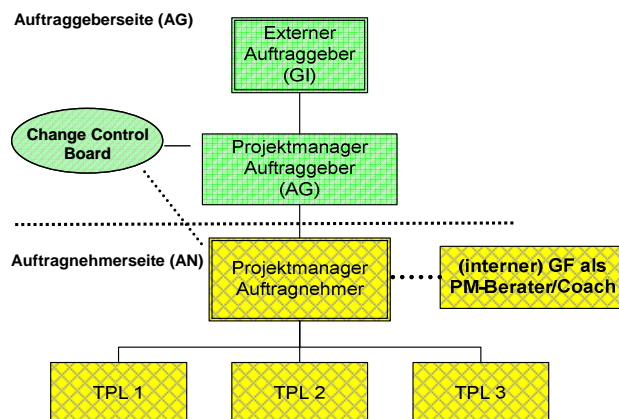 Auftraggeberseite (AG)
Externer
Auftraggeber
(GI)
Change Control
Board
Projektmanager
Auftraggeber
(AG)
Auftragnehmerseite (AN)
Projektmanager
Auftragnehmer
(interner) GF als
PM-Berater/Coach
TPL 1
TPL 2
TPL 3